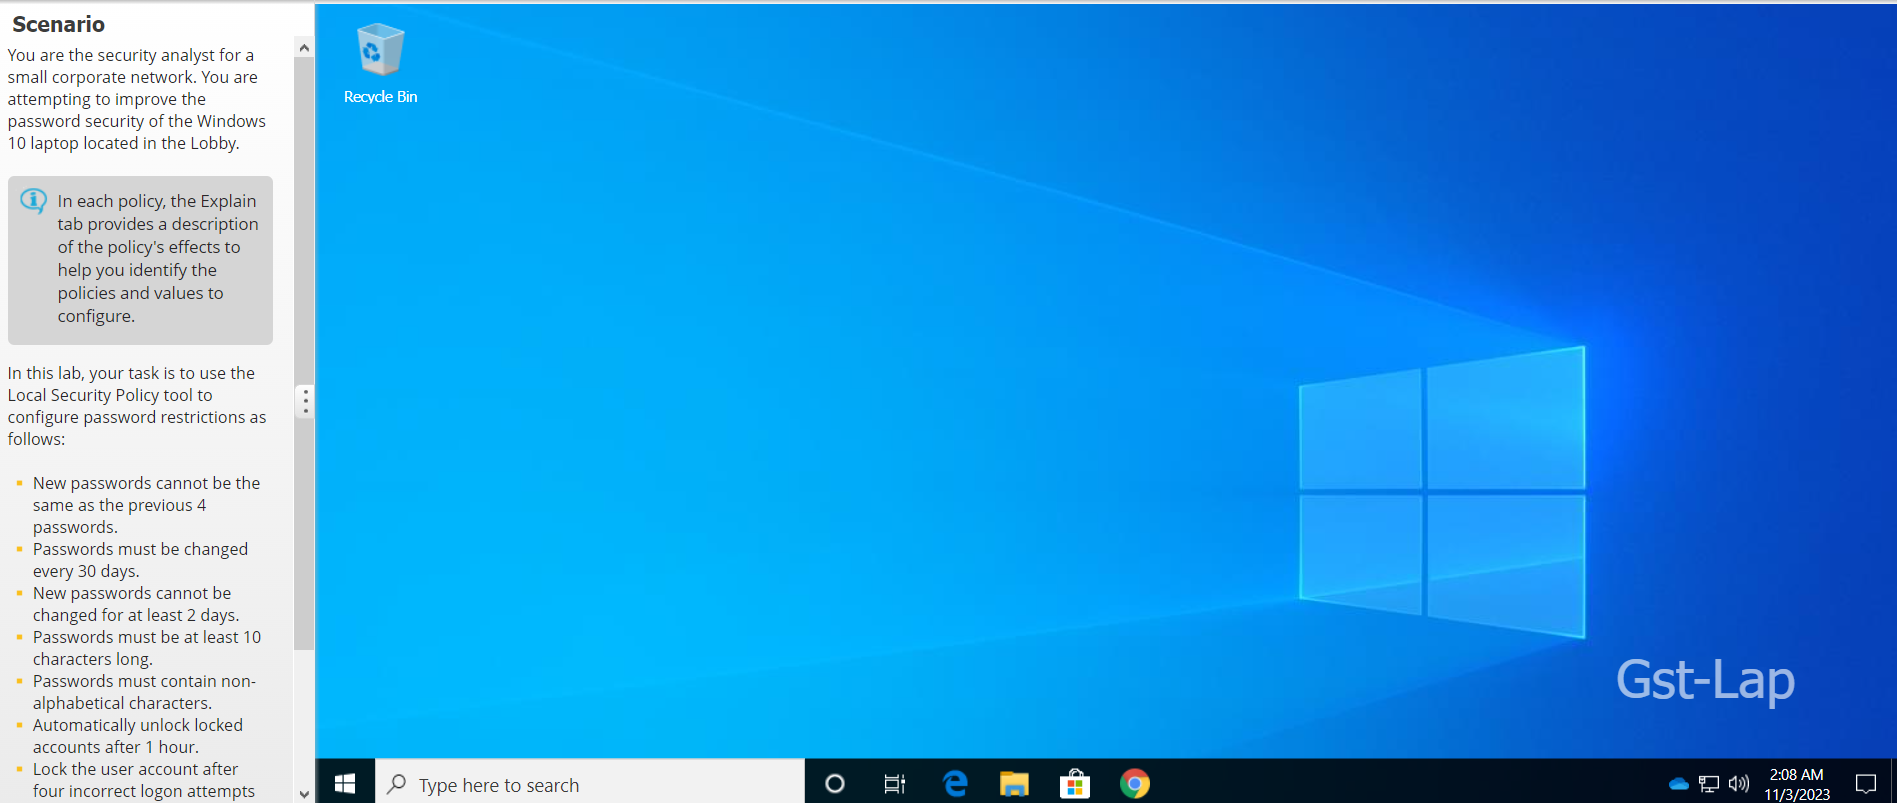 Scenario
You are the security analyst for a
small corporate network. You are
attempting to improve the
password security of the Windows
10 laptop located in the Lobby.
In each policy, the Explain
tab provides a description
of the policy's effects to
help you identify the
policies and values to
configure.
In this lab, your task is to use the
Local Security Policy tool to
configure password restrictions as
follows:
New passwords cannot be the
same as the previous 4
passwords.
Passwords must be changed
every 30 days.
New passwords cannot be
changed for at least 2 days.
Passwords must be at least 10
characters long.
Passwords must contain non-
alphabetical characters.
Automatically unlock locked
accounts after 1 hour.
Lock the user account after
four incorrect logon attempts
Recycle Bin
Gst-Lap
Type here to search
2:08 AM
11/3/2023